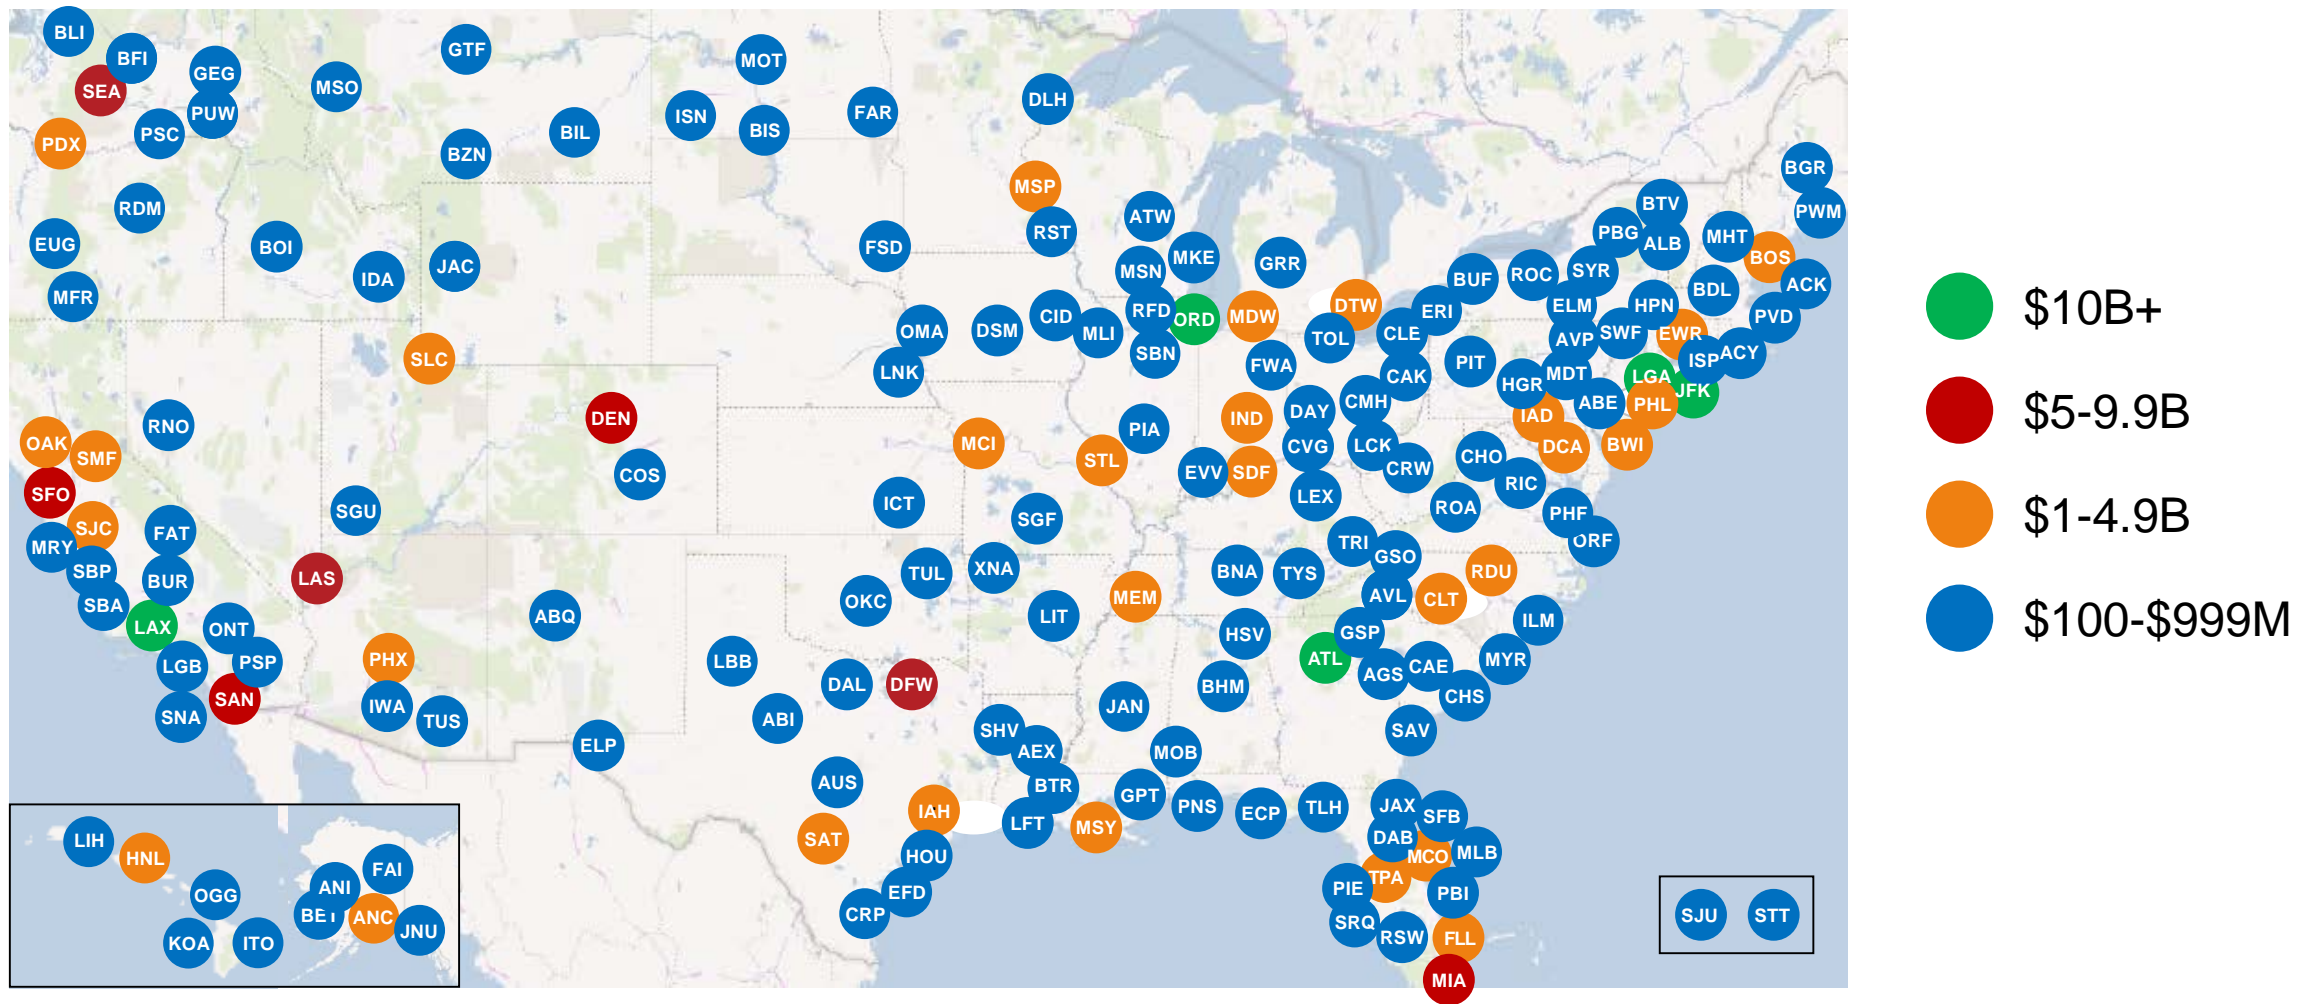 BLI
BFI
SEA
GEG
PUW
PSC
PDX
MSO
GTF
BZN
BIL
MOT
ISN
BIS
FAR
DLH
MSP
RST
RDM
EUG
MFR
BOI
IDA
JAC
SLC
FSD
ATW
MSN
MKE
GRR
RFD
ORD
MDW
DTW
TOL
SBN
FWA
OMA
LNK
DSM
CID
MLI
BGR
PWM
BTV
PBG
ALB
MHT
BOS
ACK
BDL
PVD
BUF
ROC
SYR
ELM
HPN
SWF
EWR
ISP
ACY
AVP
ERI
CLE
CAK
PIT
HGR
MDT
ABE
LGA
JFK
PHL
IAD
DCA
BWI
OAK
SMF
RNO
SFO
SJC
MRY
FAT
SBP
BUR
SBA
LAX
ONT
LGB
PSP
SAN
SNA
SGU
LAS
PHX
IWA
TUS
DEN
COS
ABQ
ELP
MCI
STL
PIA
IND
DAY
CMH
CVG
LCK
CRW
EVV
SDF
LEX
CHO
RIC
ROA
PHF
ORF
ICT
SGF
TUL
XNA
OKC
LIT
MEM
BNA
TYS
TRI
GSO
AVL
CLT
RDU
ILM
HSV
GSP
ATL
AGS
CAE
MYR
CHS
BHM
SAV
LBB
DAL
DFW
ABI
SHV
AEX
JAN
MOB
BTR
GPT
PNS
ECP
TLH
AUS
SAT
IAH
LFT
MSY
HOU
EFD
CRP
JAX
SFB
DAB
MCO
MLB
PIE
TPA
PBI
SRQ
RSW
FLL
MIA
LIH
HNL
OGG
KOA
ITO
ANI
FAI
BET
ANC
JNU
SJU
STT
$10B+
$5-9.9B
$1-4.9B
$100-$999M